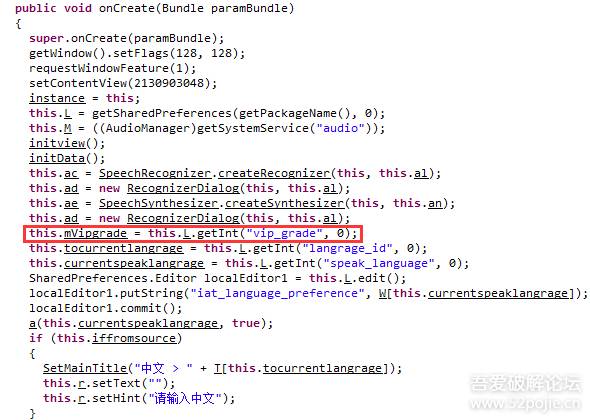 public void onCreate(Bundle paramBundle)
{
super.onCreate(paramBundle);
getWindow().setFlags(128, 128);
requestWindowFeature(1);
setContentView(2130903048);
instance = this;
this.L = getSharedPreferences(getPackageName(), 0);
this.M = ((AudioManager)getSystemService("audio"));
initview();
initData();
this.ac = SpeechRecognizer.createRecognizer(this, this.al);
this.ad = new RecognizerDialog(this, this.al);
this.ae = SpeechSynthesizer.createSynthesizer(this, this.an);
this.ad = new RecognizerDialog(this, this.al);
this.mVipgrade = this.L.getInt("vip_grade", 0);
this.tocurrentlangrage = this.L.getInt("langrage_id", 0);
this.currentspeaklangrage = this.L.getInt("speak_language", 0);
SharedPreferences.Editor localEditor1 = this.L.edit();
localEditor1.putString("iat_language_preference", W[this.currentspeaklangrage]);
localEditor1.commit();
a(this.currentspeaklangrage, true);
if (this.iffromsource)
{
SetMainTitle("中文 > " + T[this.tocurrentlangrage]);
this.r.setText("");
this.r.setHint("请输入中文");
吾爱破解论坛
www.52pojie.cn